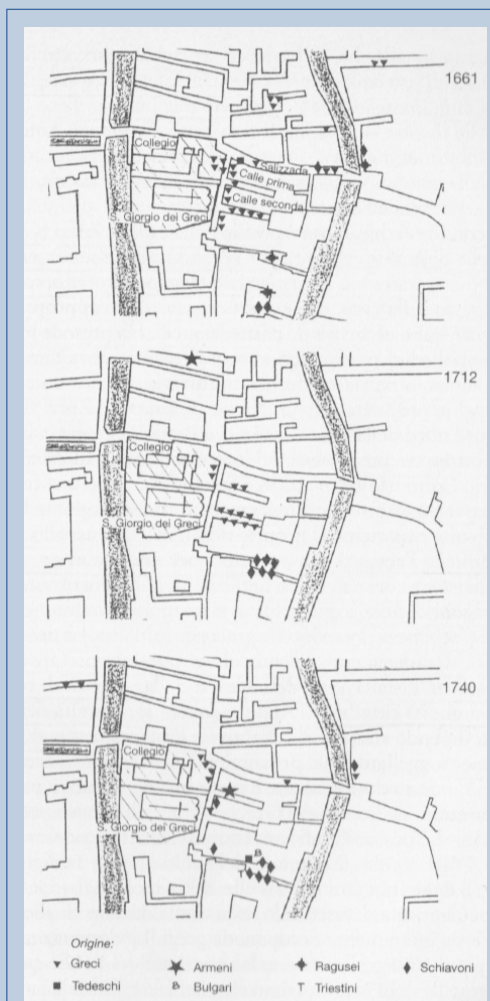 1661
Collegio
Salizzada
Calle prima
Calle seconda
S. Giorgio dei Greci
1712
Collegio
S. Giorgio dei Greci
1740
Collegio
S. Giorgio dei Greci
B
T
Origine:
Greci
Armeni
Ragusei
Schiavoni
Tedeschi
B Bulgari
T Triestini